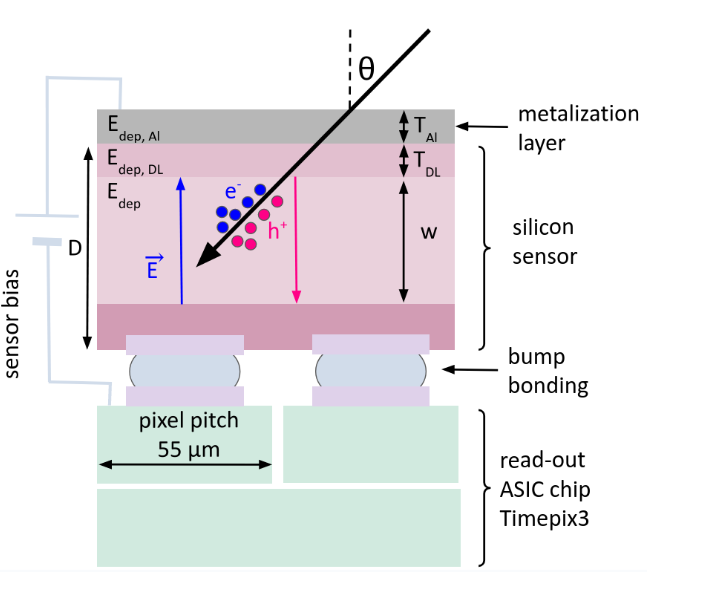 θ
E dep, Al
T Al
metalization
layer
E dep, DL
T DL
E dep
e-
h+
w
silicon
sensor
D
E
sensor bias
bump
bonding
pixel pitch
55 µm
read-out
ASIC chip
Timepix3